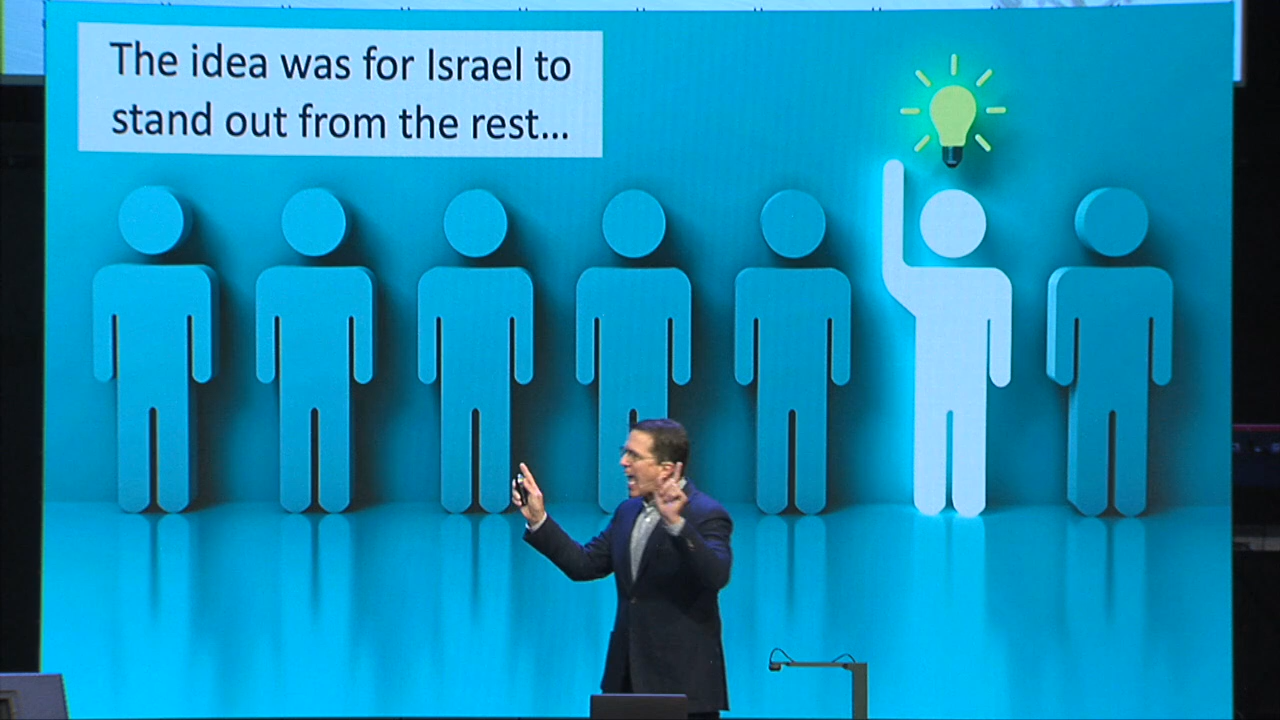 The idea was for Israel to
stand out from the rest...